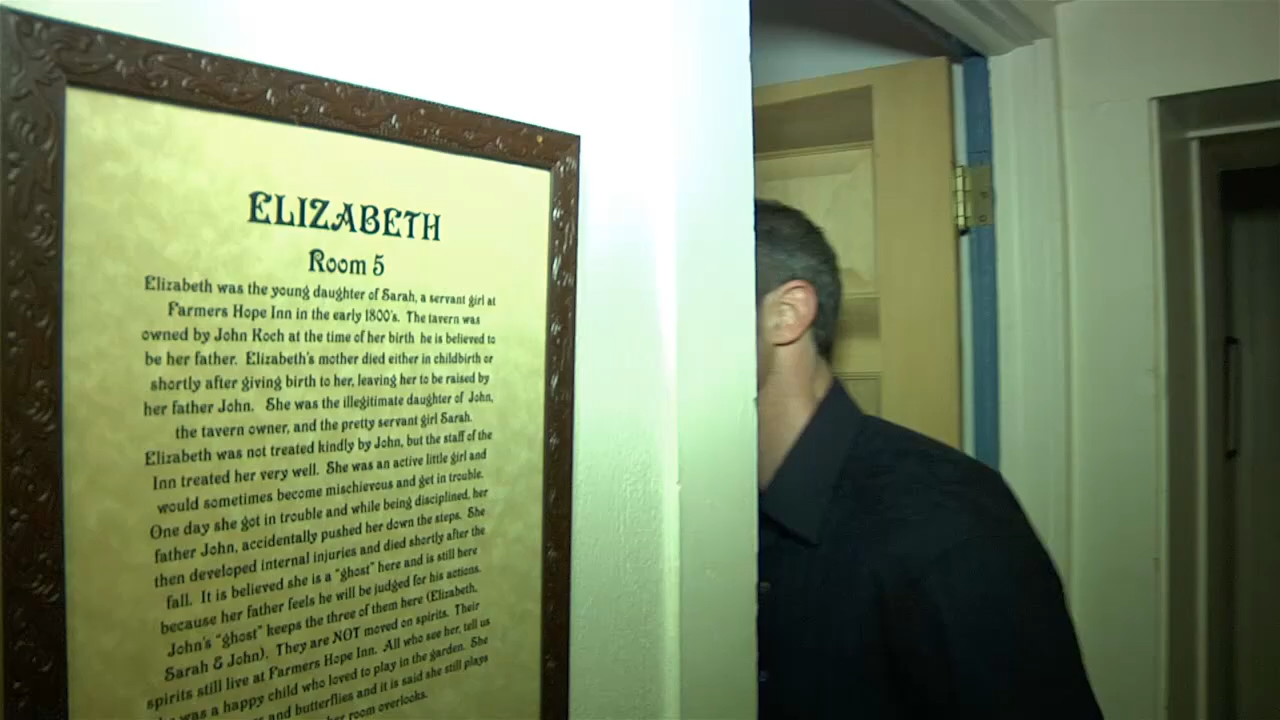 ELIZABETH
Room 5
Elizabeth was the young daughter of Sarah, a servant girl at
Farmers Hope Inn in the early 1800's. The tavern was
owned by John Koch at the time of her birth he is believed to
be her father. Elizabeth's mother died either in childbirth or
shortly after giving birth to her, leaving her to be raised by
her father John. She was the illegitimate daughter of John,
the tavern owner, and the pretty servant girl Sarah.
Elizabeth was not treated kindly by John, but the staff of the
Inn treated her very well. She was an active little girl and
would sometimes become mischievous and get in trouble.
One day she got in trouble and while being disciplined, her
father John, accidentally pushed her down the steps. She
then developed internal injuries and died shortly after the
fall. It is believed she is a "ghost" here and is still here
because her father feels he will be judged for his actions.
John's "ghost" keeps the three of them here (Elizabeth,
Sarah & John). They are NOT moved on spirits. Their
spirits still live at Farmers Hope Inn. All who see her, tell us
was a happy child who loved to play in the garden. She
and butterflies and it is said she still plays
her room overlooks.